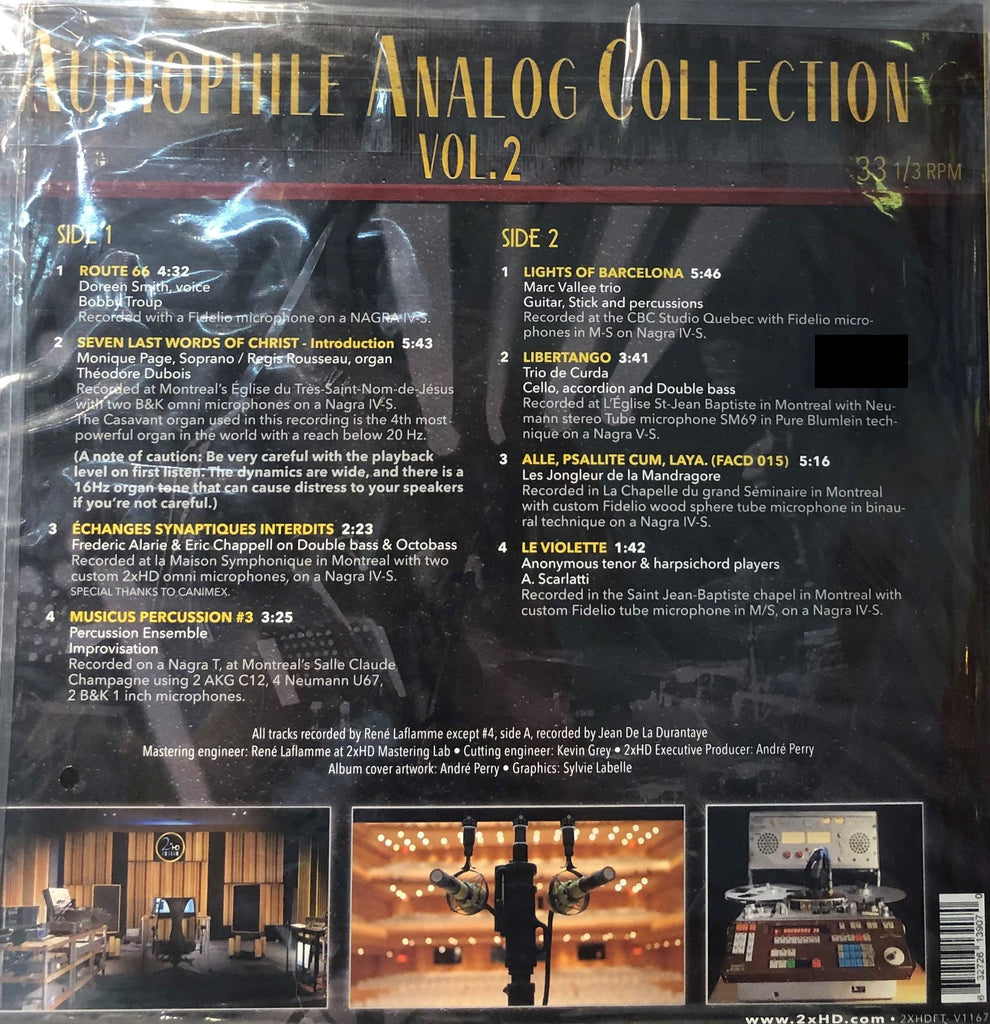 AUDIOPHILE ANALOG COLLECTION
VOL.2
33 1/3 RPM
SIDE 1
1 ROUTE 66 4:32
Doreen Smith, voice
Bobby Troup
Recorded with a Fidelio microphone on a NAGRA IV-S.
2 SEVEN LAST WORDS OF CHRIST - Introduction 5:43
Monique Page, Soprano / Regis Rousseau, organ
Théodore Dubois
Recorded at Montreal's Église du Très-Saint-Nom-de-Jésus
with two B&K omni microphones on a Nagra IV-S.
The Casavant organ used in this recording is the 4th most
powerful organ in the world with a reach below 20 Hz.
(A note of caution: Be very careful with the playback
level on first listen. The dynamics are wide, and there is a
16Hz organ tone that can cause distress to your speakers
if you're not careful.)
3 ÉCHANGES SYNAPTIQUES INTERDITS 2:23
Frederic Alarie & Eric Chappell on Double bass & Octobass
Recorded at la Maison Symphonique in Montreal with two
custom 2xHD omni microphones, on a Nagra IV-S.
SPECIAL THANKS TO CANIMEX.
4 MUSICUS PERCUSSION #3 3:25
Percussion Ensemble
Improvisation
Recorded on a Nagra T, at Montreal's Salle Claude
Champagne using 2 AKG C12, 4 Neumann U67,
2 B&K 1 inch microphones.
SIDE 2
1 LIGHTS OF BARCELONA 5:46
Marc Vallee trio
Guitar, Stick and percussions
Recorded at the CBC Studio Quebec with Fidelio micro-
phones in M-S on Nagra IV-S.
2 LIBERTANGO 3:41
Trio de Curda
Cello, accordion and Double bass
Recorded at L'Église St-Jean Baptiste in Montreal with Neu-
mann stereo Tube microphone SM69 in Pure Blumlein tech-
nique on a Nagra V-S.
3 ALLE, PSALLITE CUM, LAYA. (FACD 015) 5:16
Les Jongleur de la Mandragore
Recorded in La Chapelle du grand Séminaire in Montreal
with custom Fidelio wood sphere tube microphone in binau-
ral technique on a Nagra IV-S.
4 LE VIOLETTE 1:42
Anonymous tenor & harpsichord players
A. Scarlatti
Recorded in the Saint Jean-Baptiste chapel in Montreal with
custom Fidelio tube microphone in M/S, on a Nagra IV-S.
All tracks recorded by René Laflamme except #4, side A, recorded by Jean De La Durantaye
Mastering engineer: René Laflamme at 2xHD Mastering Lab • Cutting engineer: Kevin Grey • 2xHD Executive Producer: André Perry
Album cover artwork: André Perry • Graphics: Sylvie Labelle
2xHD
6 32726 13907 0
www.2xHD.com • 2XHDFT V1167